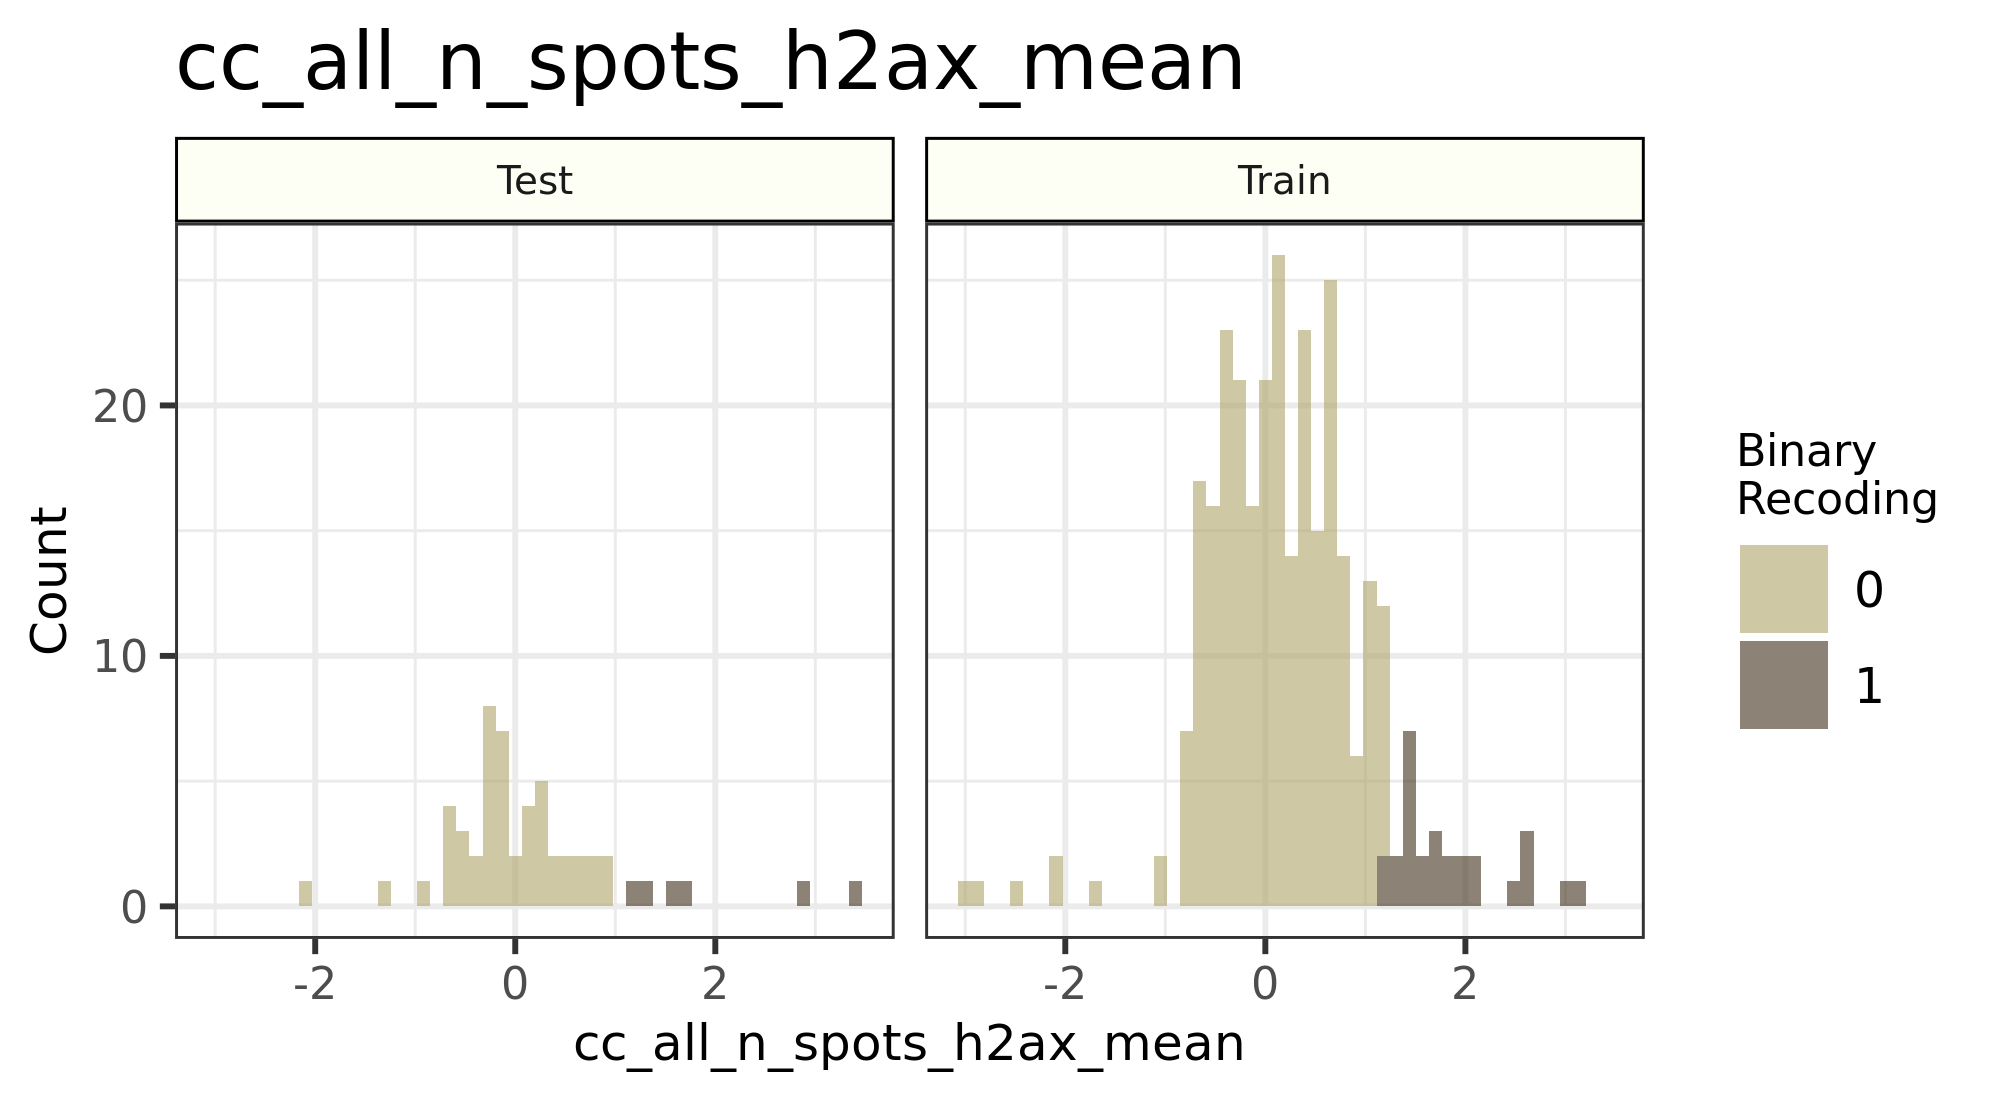 cc_all_n_spots_h2ax_mean
Test
Train
20
10
0
Count
-2
0
2
-2
0
2
cc_all_n_spots_h2ax_mean
Binary
Recoding
0
1